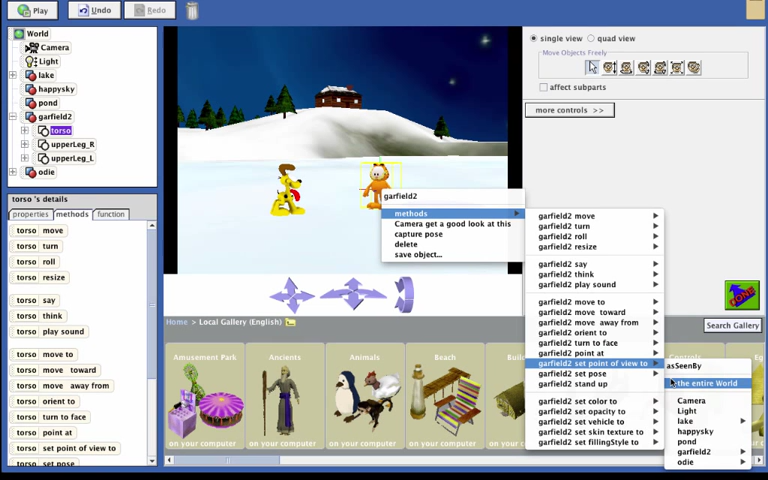 Play
Undo
Redo
World
Camera
Light
lake
happysky
pond
garfield2
torso
upperLeg_R
upperLeg_L
odie
torso 's details
properties
methods
function
torso move
torso turn
torso roll
torso resize
torso say
torso think
torso play sound
torso move to
torso move toward
torso move away from
torso orient to
torso turn to face
torso point at
torso set point of view to
torso set pose
garfield2
methods
Camera get a good look at this
capture pose
delete
save object...
garfield2 move
garfield2 turn
garfield2 roll
garfield2 resize
garfield2 say
garfield2 think
garfield2 play sound
garfield2 move to
garfield2 move toward
garfield2 move away from
garfield2 orient to
garfield2 turn to face
garfield2 point at
garfield2 set point of view to
garfield2 set pose
garfield2 stand up
garfield2 set color to
garfield2 set opacity to
garfield2 set vehicle to
garfield2 set skin texture to
garfield2 set fillingStyle to
asSeenBy
the entire World
Camera
Light
lake
happysky
pond
garfield2
odie
single view
quad view
Move Objects Freely
affect subparts
more controls >>
DONE
Home > Local Gallery (English)
Search Gallery
Amusement Park
on your computer
Ancients
on your computer
Animals
on your computer
Beach
on your computer